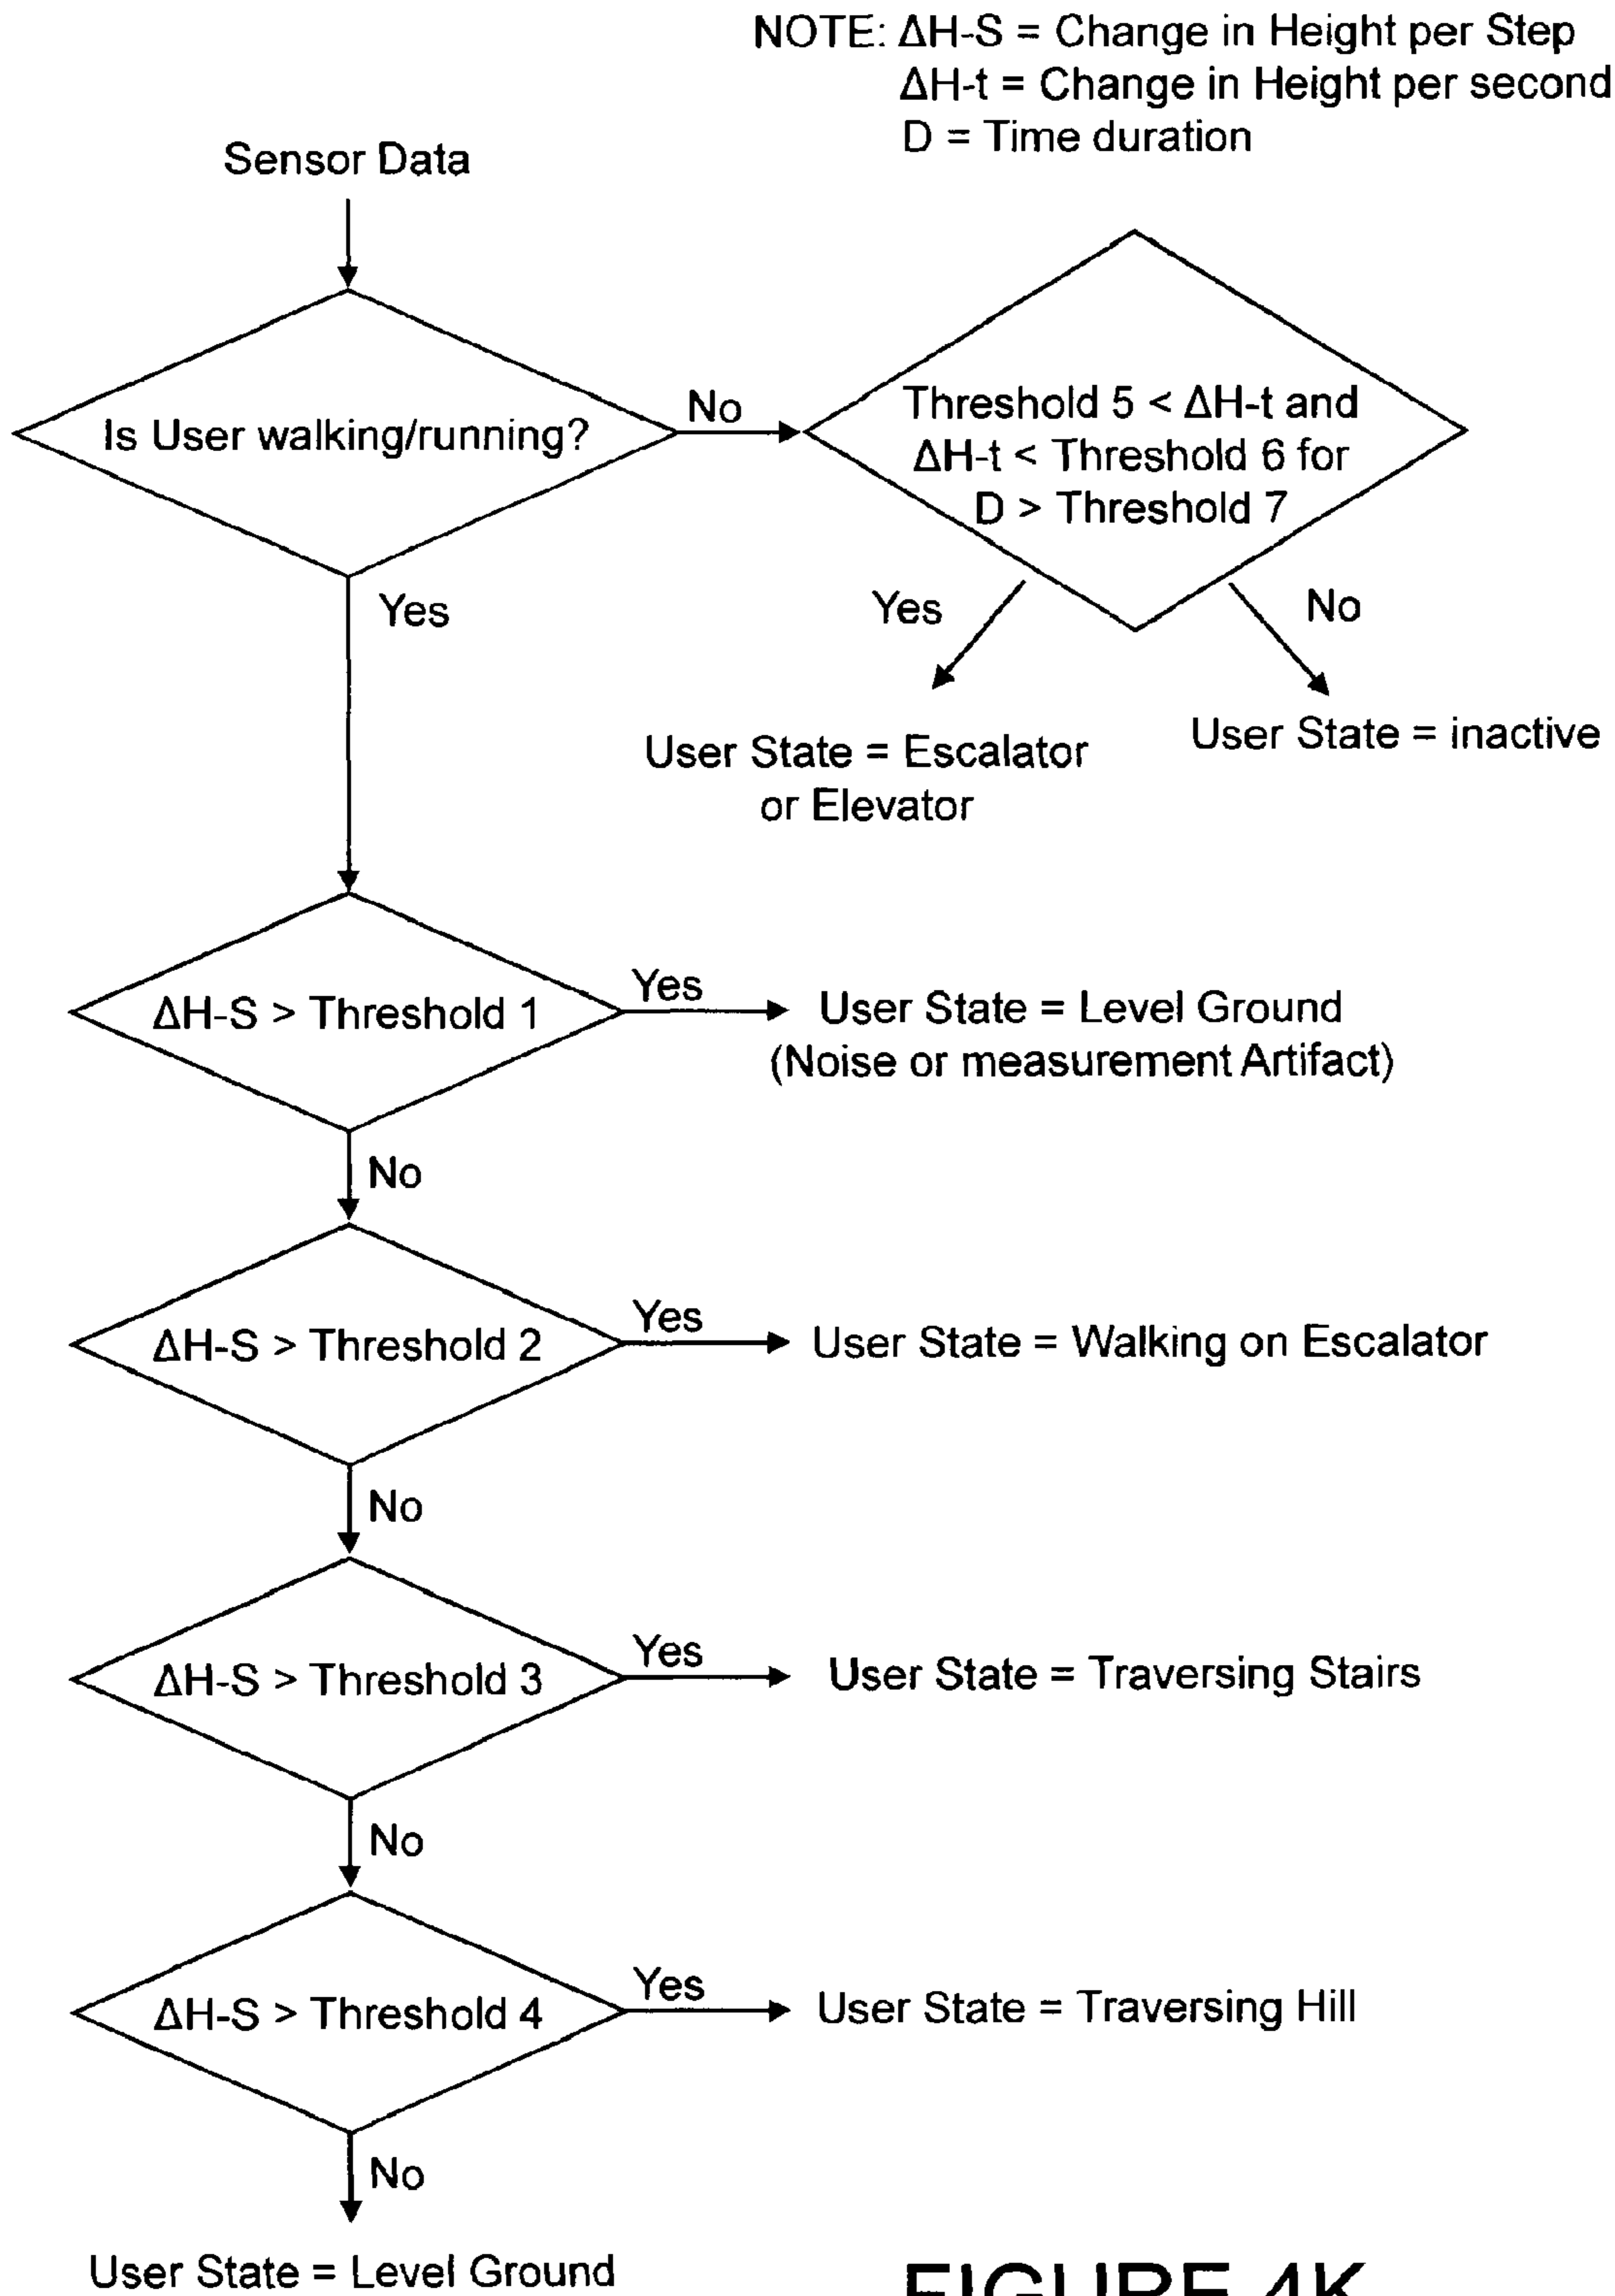 NOTE: ΔH-S = Change in Height per Step
ΔH-t = Change in Height per second
D = Time duration
Sensor Data
Is User walking/running?
No
Threshold 5 < ΔH-t and
ΔH-t < Threshold 6 for
D > Threshold 7
Yes
Yes
No
User State = Escalator
or Elevator
User State = inactive
ΔH-S > Threshold 1
Yes
User State = Level Ground
(Noise or measurement Artifact)
No
ΔH-S > Threshold 2
Yes
User State = Walking on Escalator
No
ΔH-S > Threshold 3
Yes
User State = Traversing Stairs
No
ΔH-S > Threshold 4
Yes
User State = Traversing Hill
No
User State = Level Ground
FIGURE 4K